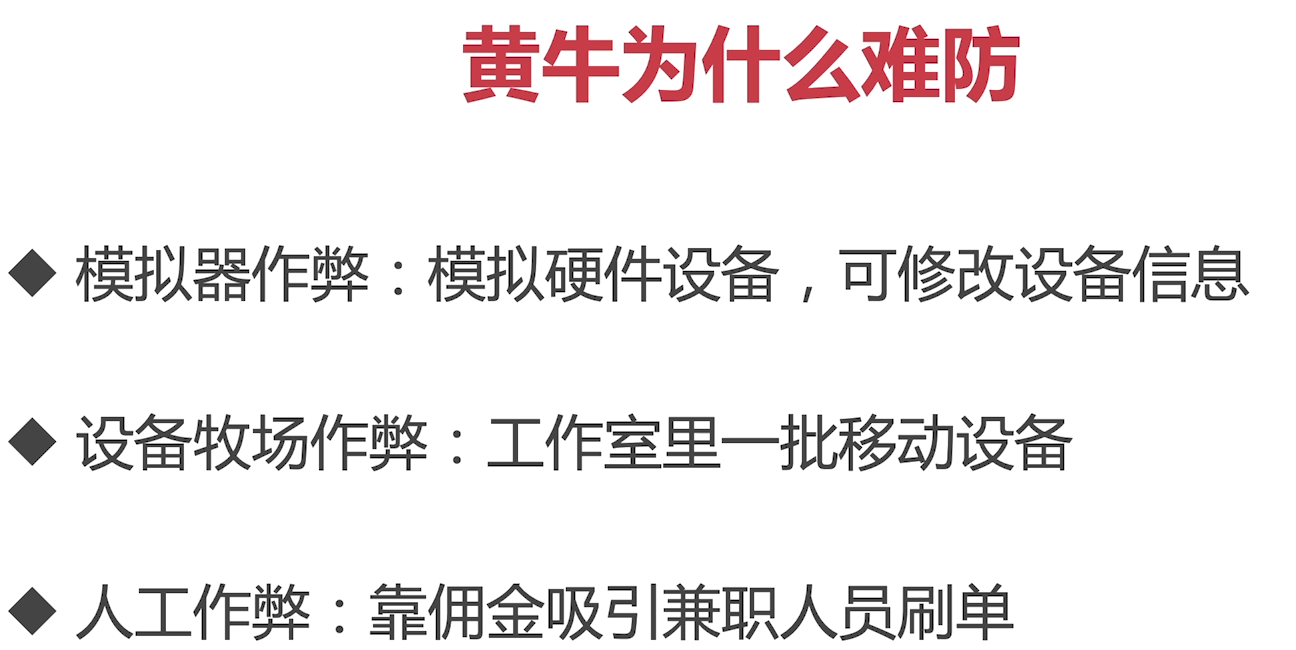 黄牛为什么难防
◆ 模拟器作弊：模拟硬件设备，可修改设备信息
◆ 设备牧场作弊：工作室里一批移动设备
◆ 人工作弊：靠佣金吸引兼职人员刷单